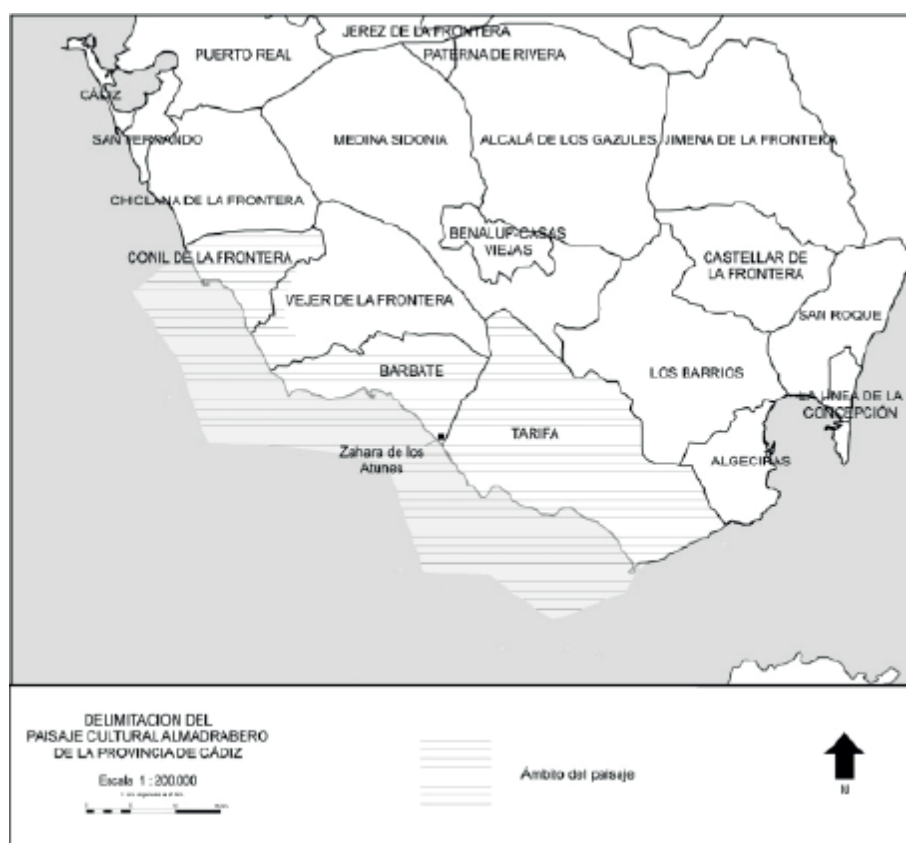 JEREZ DE LA FRONTERA
PUERTO REAL
PATERNA DE RIVERA
CÁDIZ
SAN FERNANDO
MEDINA SIDONIA
ALCALÁ DE LOS GAZULES
JIMENA DE LA FRONTERA
CHICLANA DE LA FRONTERA
BENALUP-CASAS
VIEJAS
CONIL DE LA FRONTERA
CASTELLAR DE
LA FRONTERA
VEJER DE LA FRONTERA
SAN ROQUE
BARBATE
LOS BARRIOS
LA LÍNEA DE LA
CONCEPCIÓN
TARIFA
Zahara de los
Atunes
ALGECIRAS
DELIMITACION DEL
PAISAJE CULTURAL ALMADRABERO
DE LA PROVINCIA DE CÁDIZ
Escala 1 : 200.000
Ámbito del paisaje
N